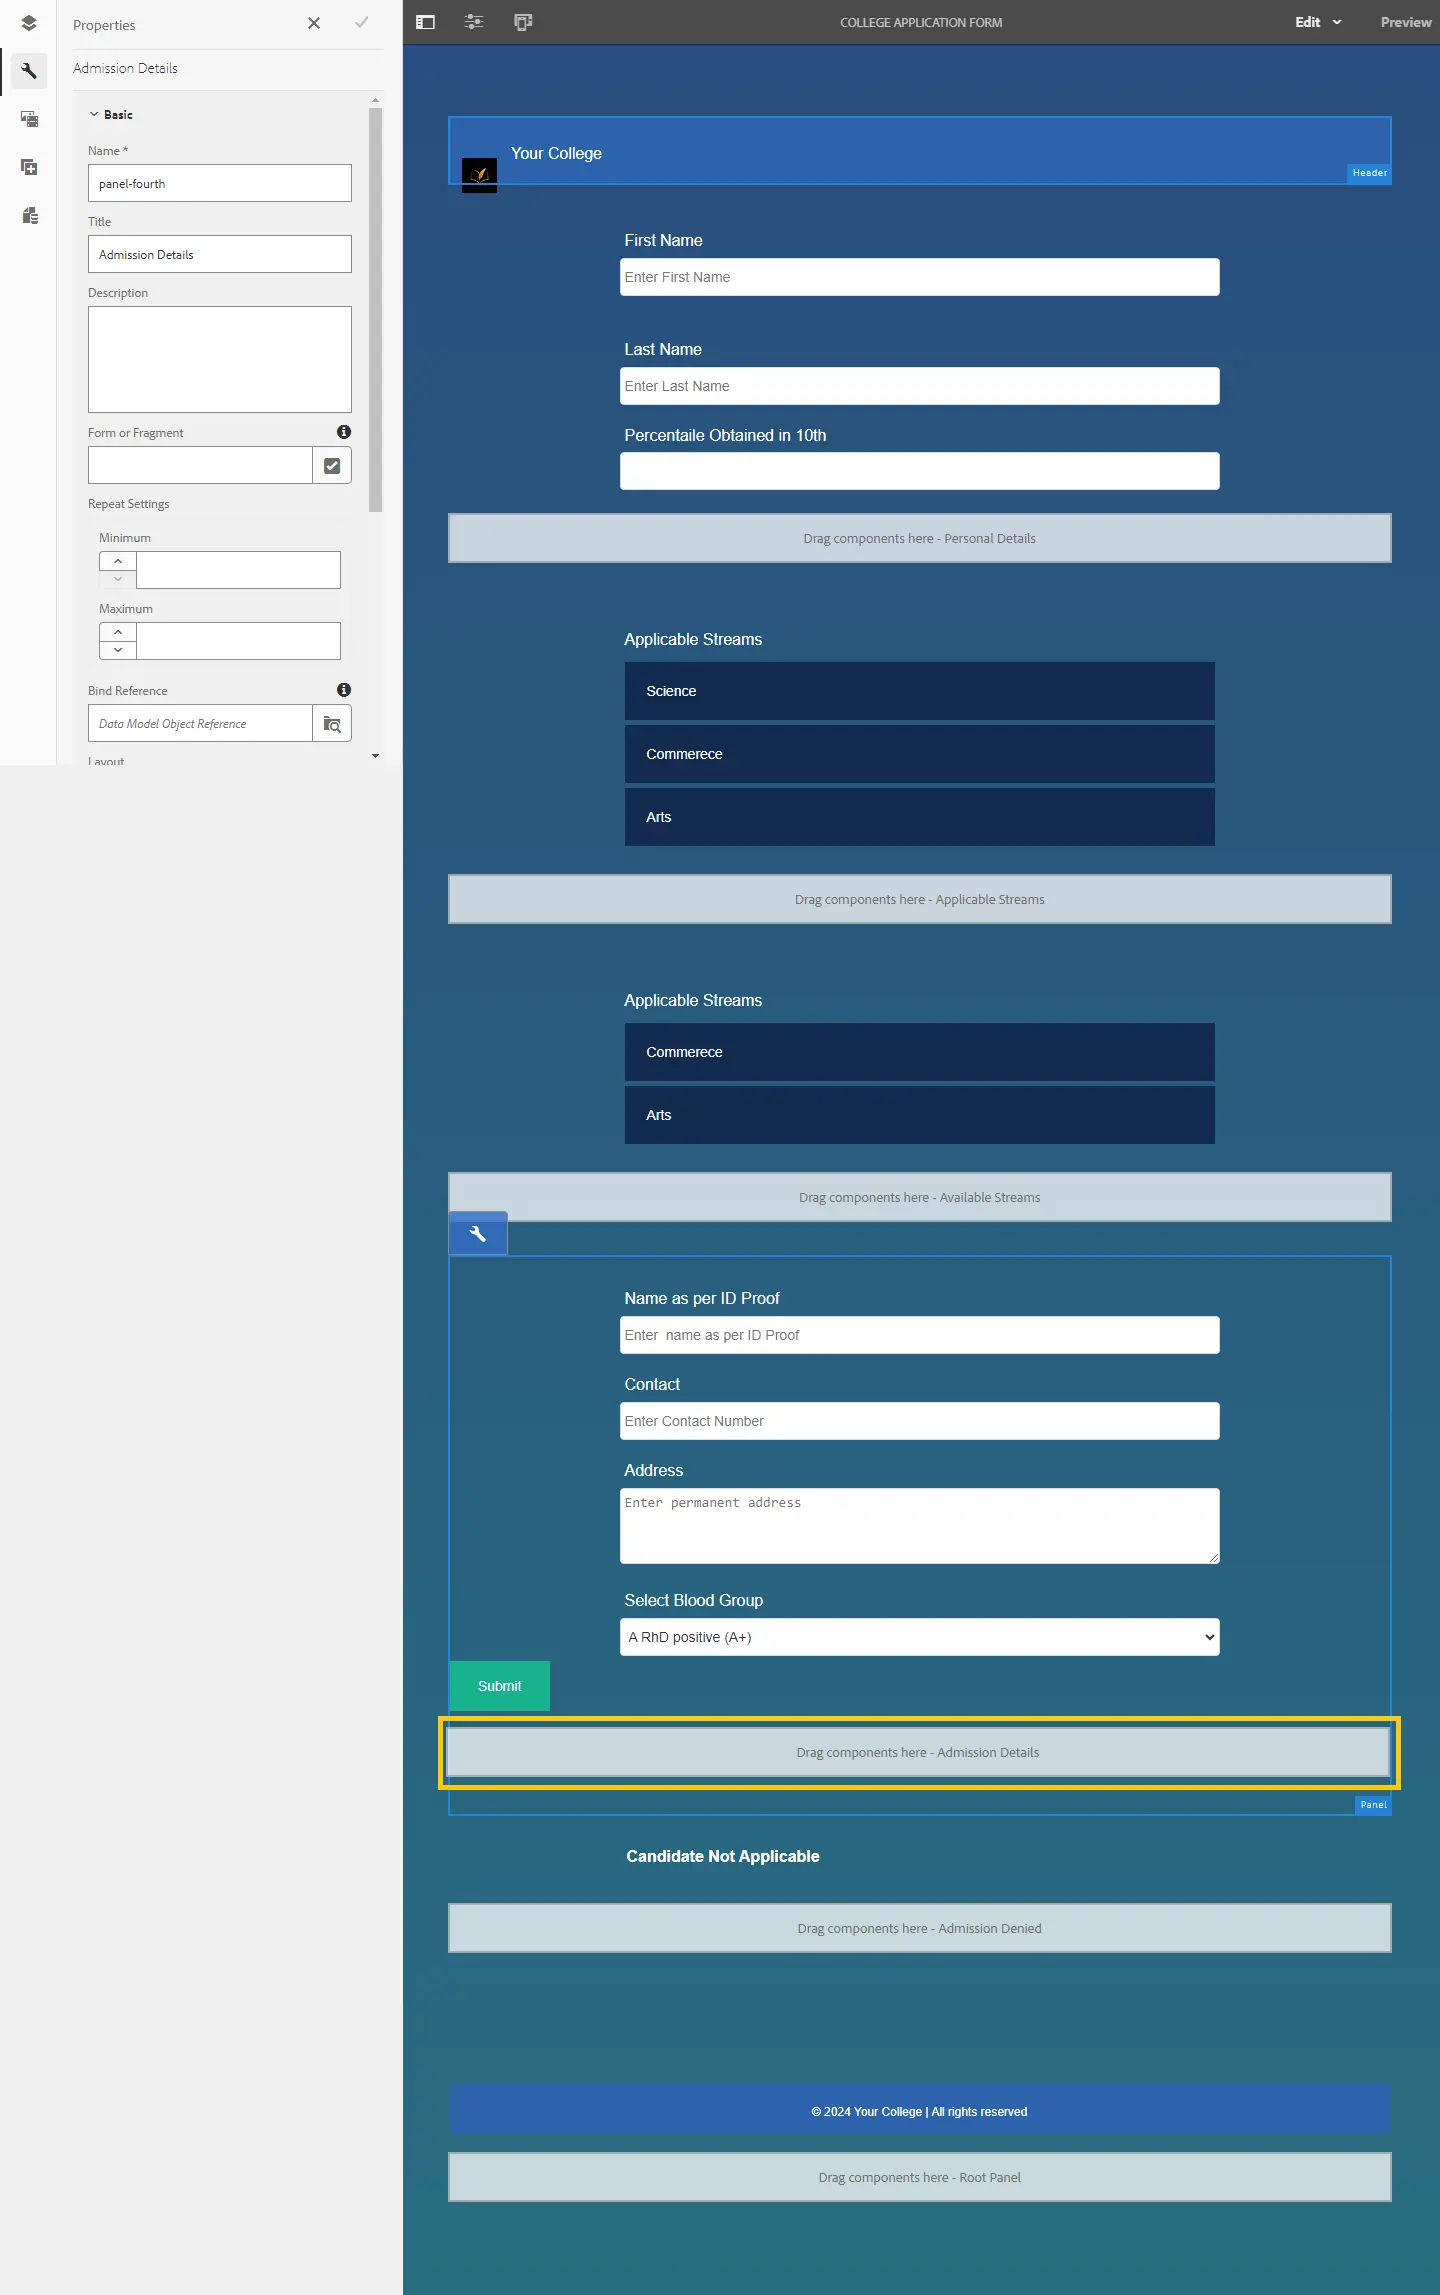 Properties
Admission Details
Basic
Name *
panel-fourth
Title
Admission Details
Description
Form or Fragment
Repeat Settings
Minimum
Maximum
Bind Reference
Data Model Object Reference
Layout
COLLEGE APPLICATION FORM
Edit
Preview
Your College
Header
First Name
Enter First Name
Last Name
Enter Last Name
Percentaile Obtained in 10th
Drag components here - Personal Details
Applicable Streams
Science
Commerece
Arts
Drag components here - Applicable Streams
Applicable Streams
Commerece
Arts
Drag components here - Available Streams
Name as per ID Proof
Enter  name as per ID Proof
Contact
Enter Contact Number
Address
Enter permanent address
Select Blood Group
A RhD positive (A+)
Submit
Drag components here - Admission Details
Panel
Candidate Not Applicable
Drag components here - Admission Denied
© 2024 Your College | All rights reserved
Drag components here - Root Panel